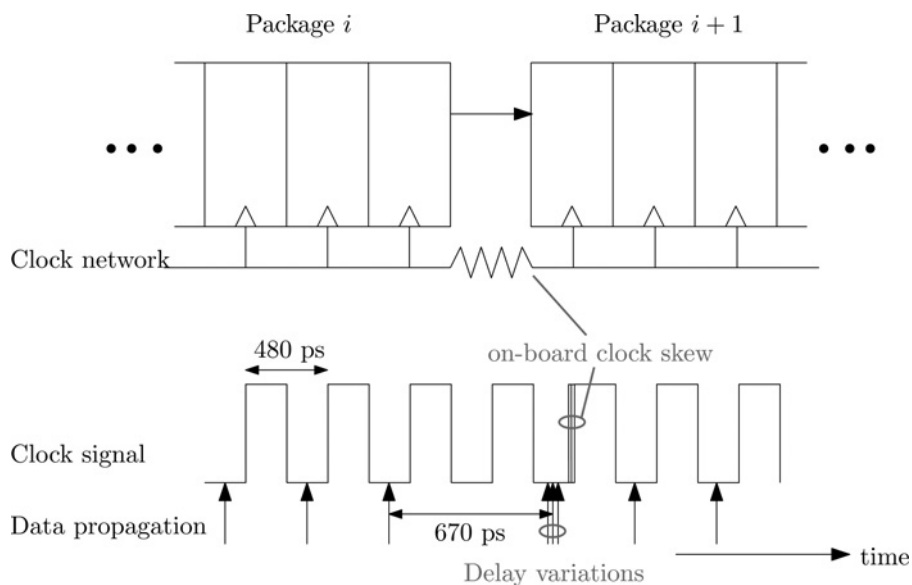 Package i
Package i + 1
Clock network
480 ps
on-board clock skew
Clock signal
Data propagation
670 ps
time
Delay variations